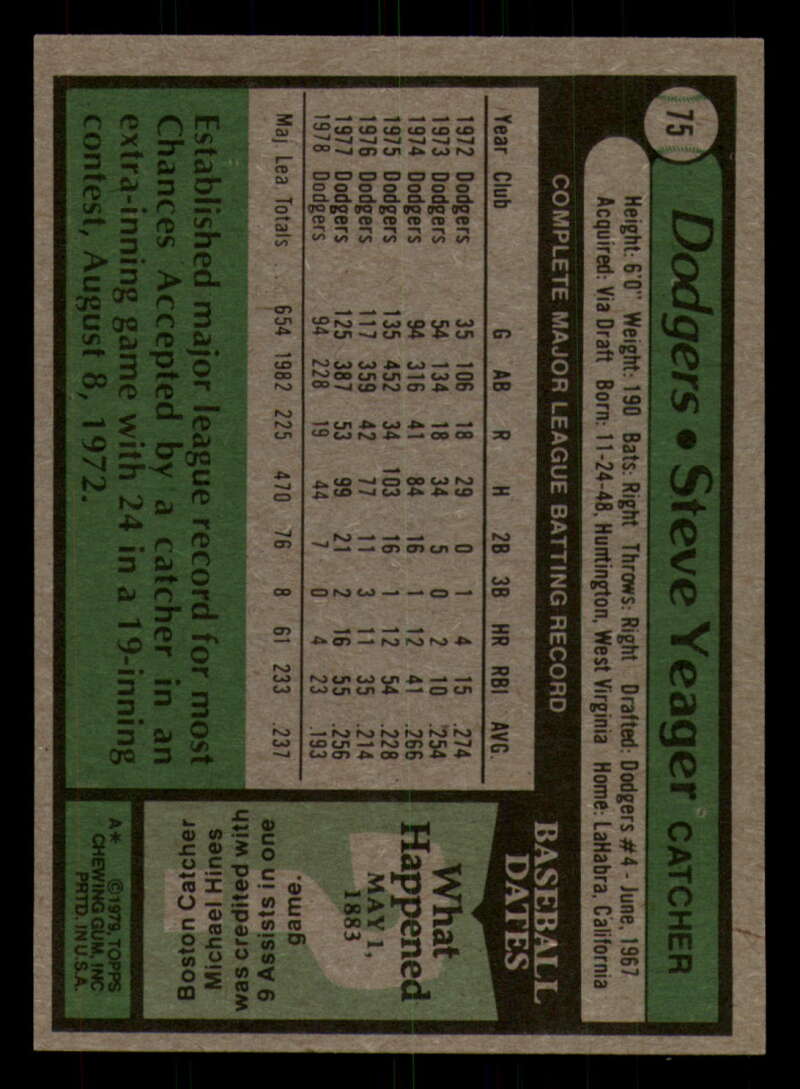 75
Dodgers • Steve Yeager CATCHER
Height: 6'0" Weight: 190 Bats: Right Throws: Right Drafted: Dodgers #4 - June, 1967
Acquired: Via Draft Born: 11-24-48, Huntington, West Virginia Home: LaHabra, California
COMPLETE MAJOR LEAGUE BATTING RECORD
Year Club G AB R H 2B 3B HR RBI AVG.
1972 Dodgers 35 106 18 29 0 1 4 15 .274
1973 Dodgers 54 134 18 34 5 0 2 10 .254
1974 Dodgers 94 316 41 84 16 1 12 41 .266
1975 Dodgers 135 452 34 103 16 1 12 54 .228
1976 Dodgers 117 359 42 77 11 3 11 35 .214
1977 Dodgers 125 387 53 99 21 2 16 55 .256
1978 Dodgers 94 228 19 44 7 0 4 23 .193
Maj. Lea Totals ... 654 1982 225 470 76 8 61 233 .237
Established major league record for most
Chances Accepted by a catcher in an
extra-inning game with 24 in a 19-inning
contest, August 8, 1972.
BASEBALL
DATES
What
Happened
MAY 1,
1883
Boston Catcher
Michael Hines
was credited with
9 Assists in one
game.
A* ©1979, TOPPS
CHEWING GUM, INC
PRTD. IN U.S.A.